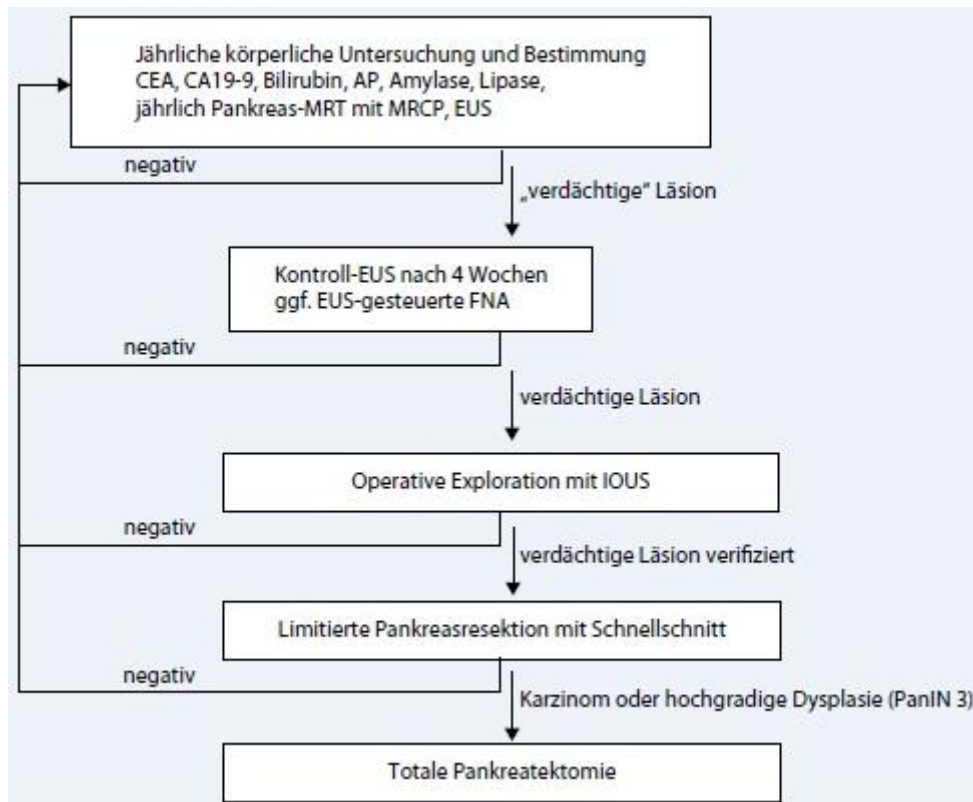 Jährliche körperliche Untersuchung und Bestimmung
CEA, CA19-9, Bilirubin, AP, Amylase, Lipase,
jährlich Pankreas-MRT mit MRCP, EUS
negativ
„verdächtige“ Läsion
Kontroll-EUS nach 4 Wochen
ggf. EUS-gesteuerte FNA
negativ
verdächtige Läsion
Operative Exploration mit IOUS
negativ
verdächtige Läsion verifiziert
Limitierte Pankreasresektion mit Schnellschnitt
negativ
Karzinom oder hochgradige Dysplasie (PanIN 3)
Totale Pankreatektomie